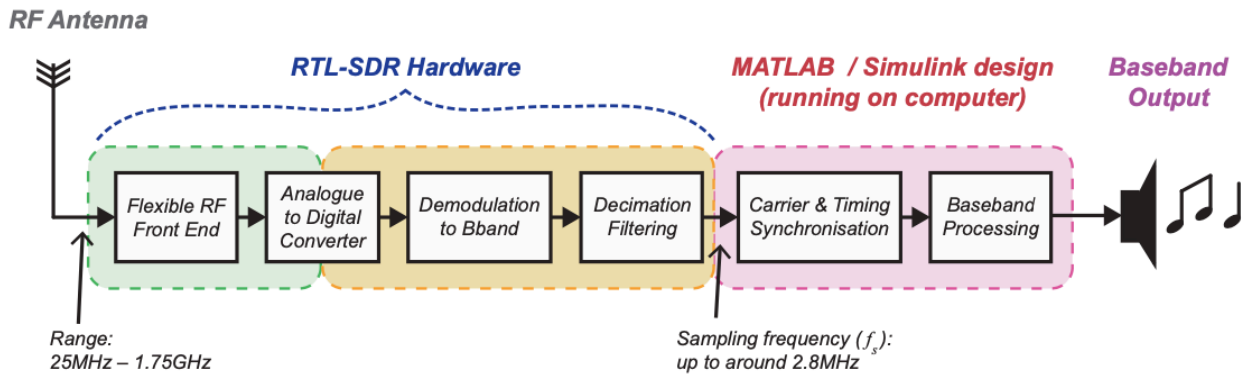 RF Antenna
RTL-SDR Hardware
MATLAB / Simulink design
(running on computer)
Baseband
Output
Flexible RF
Front End
Analogue
to Digital
Converter
Demodulation
to Bband
Decimation
Filtering
Carrier & Timing
Synchronisation
Baseband
Processing
Range:
25MHz – 1.75GHz
Sampling frequency (fs):
up to around 2.8MHz